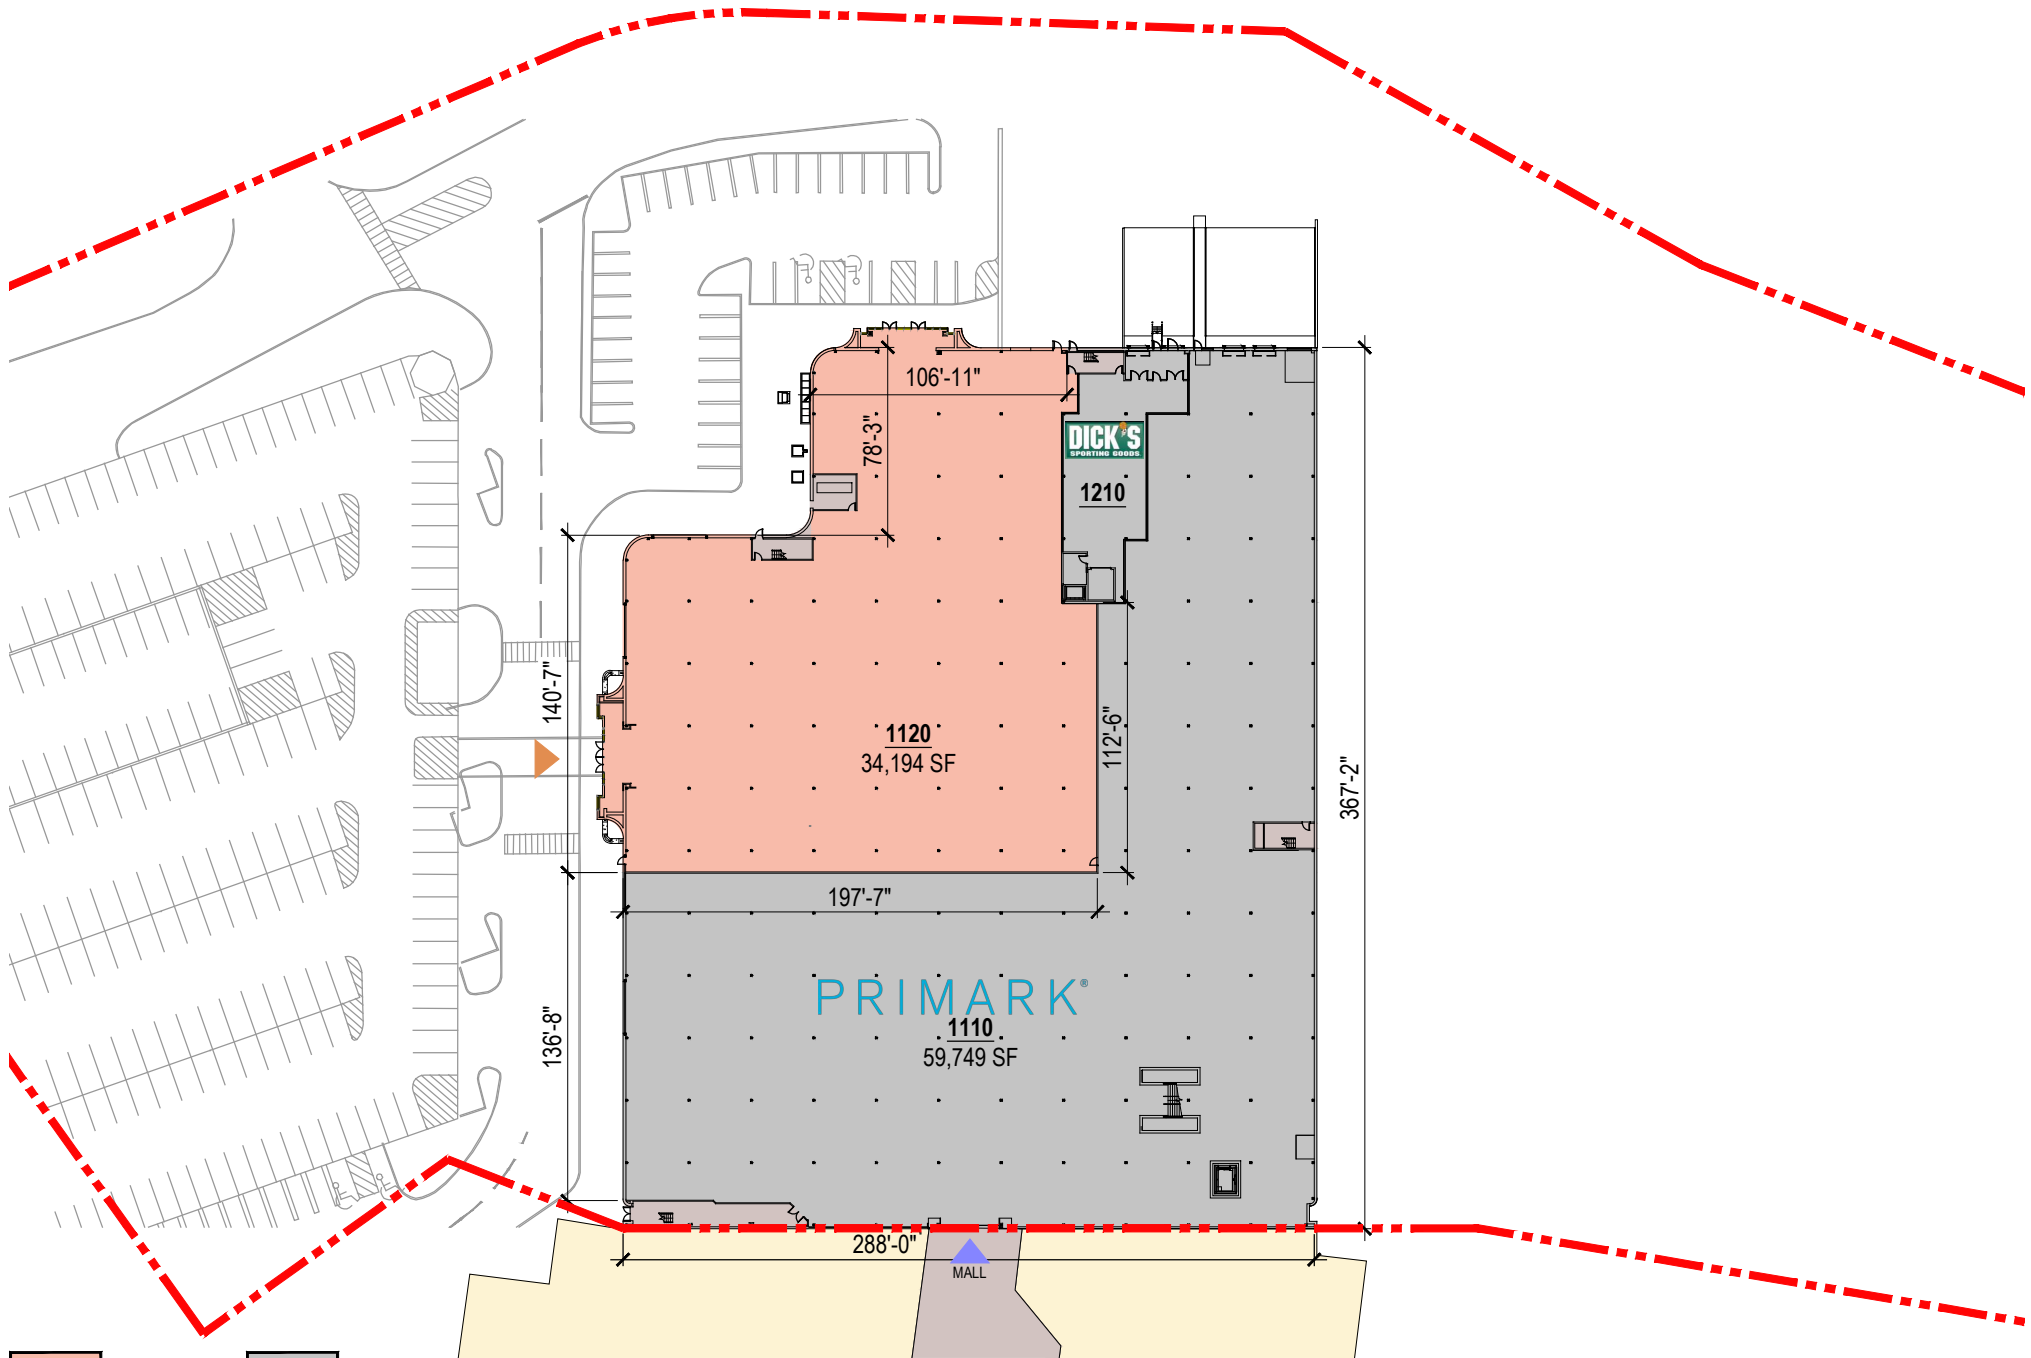 106'-11"
78'-3"
DICK'S
SPORTING GOODS
1210
140'-7"
1120
34,194 SF
112'-6"
367'-2"
197'-7"
PRIMARK®
1110
59,749 SF
136'-8"
288'-0"
MALL